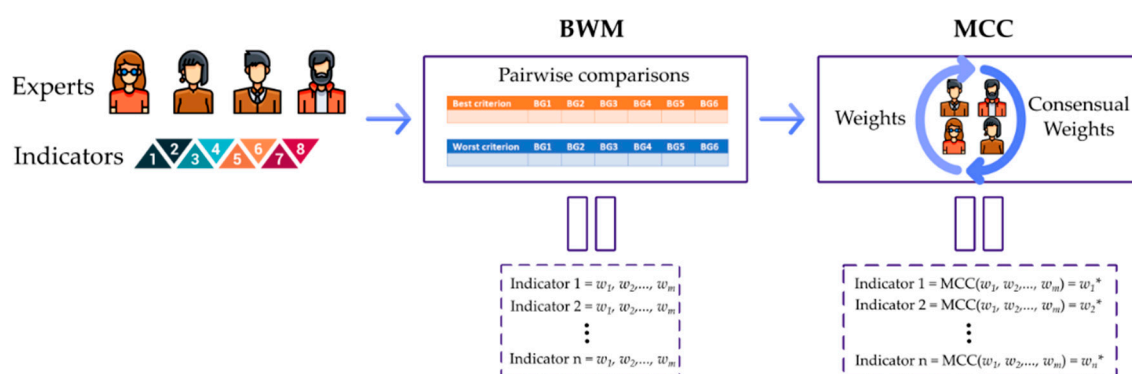 BWM
MCC
Experts
Indicators
1 2 3 4 5 6 7 8
Pairwise comparisons
Best criterion BG1 BG2 BG3 BG4 BG5 BG6
Worst criterion BG1 BG2 BG3 BG4 BG5 BG6
Weights
Consensual
Weights
Indicator 1 = w₁, w₂,..., wₘ
Indicator 2 = w₁, w₂,..., wₘ
⋮
Indicator n = w₁, w₂,..., wₘ
Indicator 1 = MCC(w₁, w₂,..., wₘ) = w₁*
Indicator 2 = MCC(w₁, w₂,..., wₘ) = w₂*
⋮
Indicator n = MCC(w₁, w₂,..., wₘ) = wₙ*